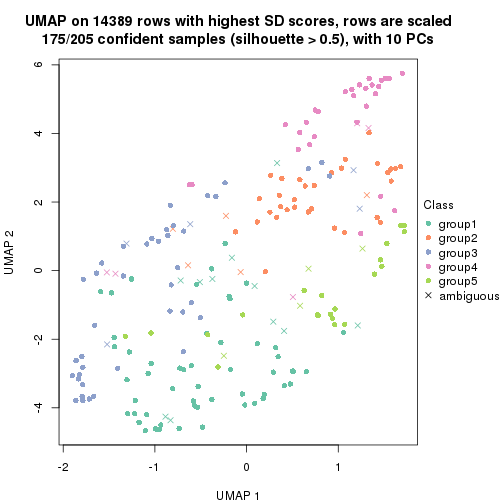 UMAP on 14389 rows with highest SD scores, rows are scaled
175/205 confident samples (silhouette > 0.5), with 10 PCs
6
4
2
0
-2
-4
UMAP 2
-2
-1
0
1
UMAP 1
Class
group1
group2
group3
group4
group5
ambiguous